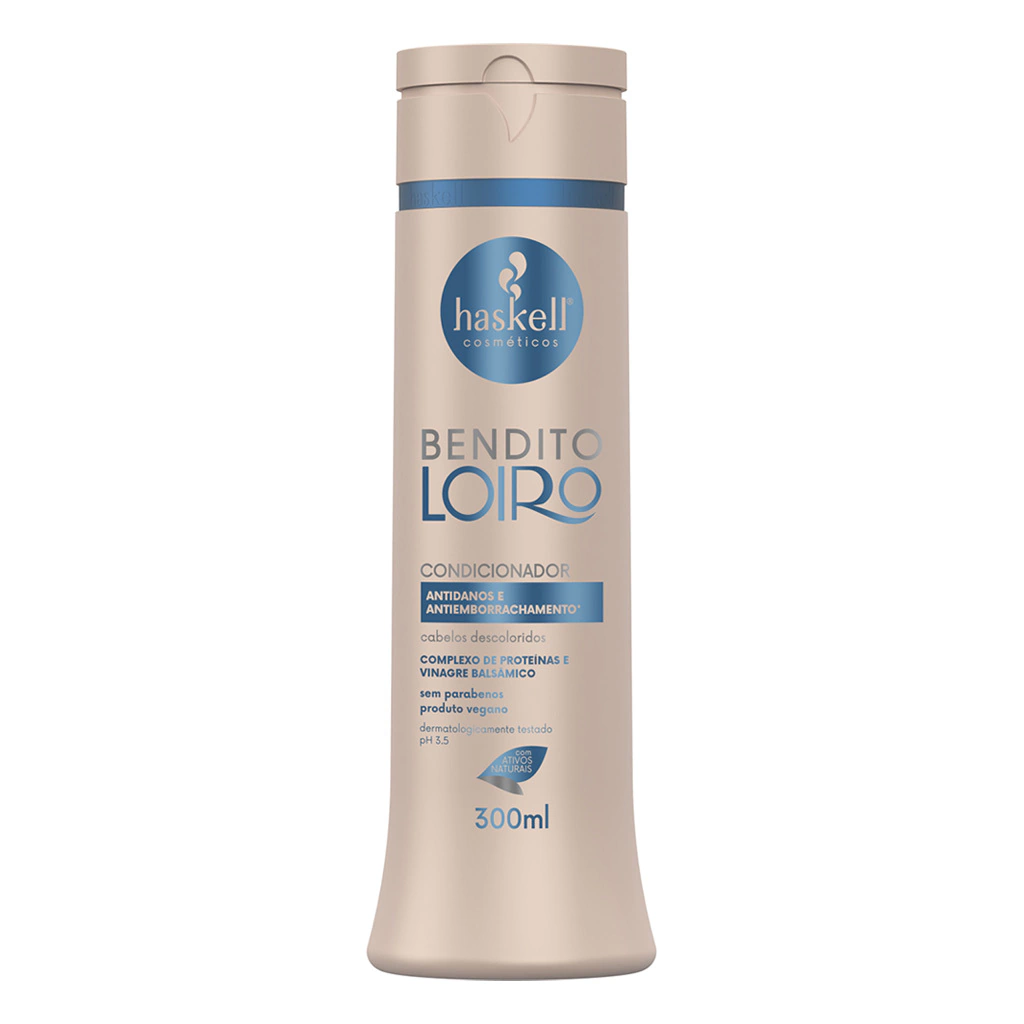 haskell
haskell®
cosméticos
BENDITO
LOIRO
CONDICIONADOR
ANTIDANOS E
ANTIEMBORRACHAMENTO*
cabelos descoloridos
COMPLEXO DE PROTEÍNAS E
VINAGRE BALSÂMICO
sem parabenos
produto vegano
dermatologicamente testado
pH 3.5
com
ATIVOS
NATURAIS
300ml